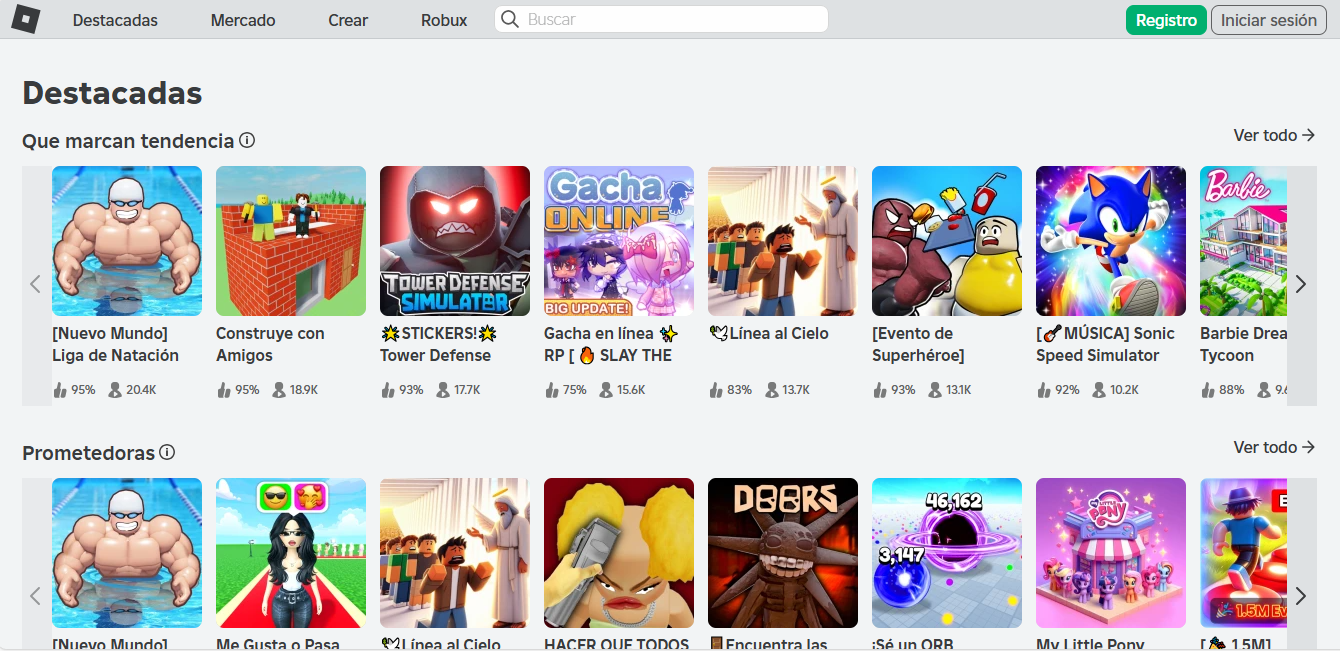 Destacadas Mercado Crear Robux Buscar Registro Iniciar sesión
Destacadas
Que marcan tendencia Ver todo →
TOWER DEFENSE
SIMULATOR
Gacha
ONLINE
BIG UPDATE!
Barbie
[Nuevo Mundo] Construye con 🌟STICKERS!🌟 Gacha en línea ✨ 🕊️Línea al Cielo [Evento de [🎸MÚSICA] Sonic Barbie Drea
Liga de Natación Amigos Tower Defense RP [ 🔥 SLAY THE Superhéroe] Speed Simulator Tycoon
95% 20.4K 95% 18.9K 93% 17.7K 75% 15.6K 83% 13.7K 93% 13.1K 92% 10.2K 88% 9.6
Prometedoras Ver todo →
DOORS
46,162
3,147
MY LITTLE
PONY
1.5M Ev
[Nuevo Mundo] Me Gusta o Pasa 🕊️Línea al Cielo HACER QUE TODOS 🚪Encuentra las ¡Sé un ORB My Little Pony [🎉 1.5M]